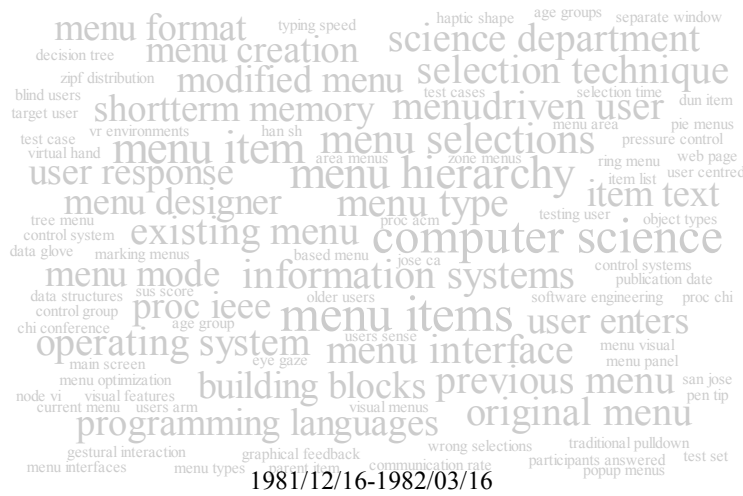 menu format typing speed haptic shape age groups separate window
decision tree menu creation science department
zipf distribution modified menu selection technique
blind users test cases selection time
target user shortterm memory menudriven user dun item
test case vr environments han sh menu selections menu area pie menus
virtual hand menu item area menus zone menus pressure control
user response menu hierarchy ring menu web page
item list user centred
menu designer menu type item text
tree menu proc acm testing user object types
control system existing menu computer science
data glove marking menus based menu jose ca
menu mode information systems control systems
publication date
data structures sus score older users software engineering proc chi
control group proc ieee menu items user enters
chi conference age group users sense
operating system menu interface menu visual
main screen eye gaze menu panel
menu optimization building blocks previous menu san jose
node vi visual features pen tip
current menu users arm visual menus original menu
programming languages
gestural interaction graphical feedback wrong selections traditional pulldown test set
menu interfaces menu types parent item communication rate participants answered popup menus
1981/12/16-1982/03/16